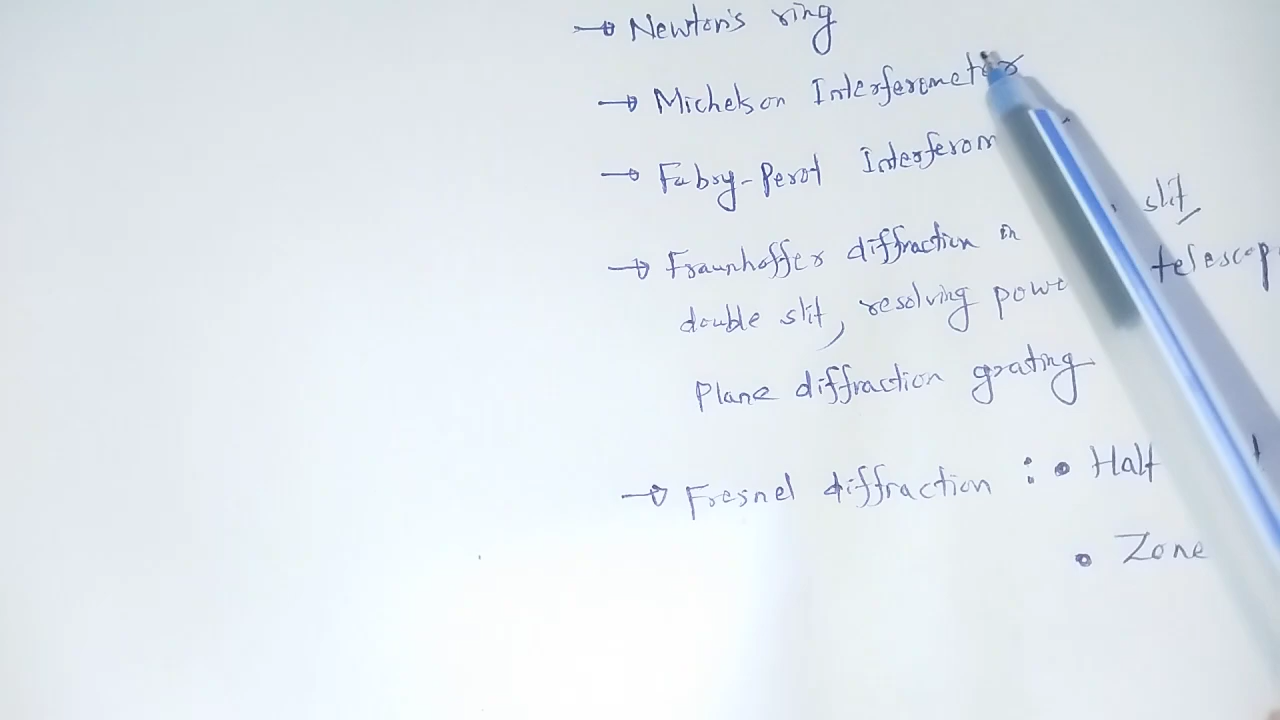 → Newton's ring
→ Michelson Interferometer
→ Fabry-Perot Interferom
→ Fraunhoffer diffraction in slit
double slit, resolving powe telescop
Plane diffraction grating.
→ Fresnel diffraction : • Half
• Zone